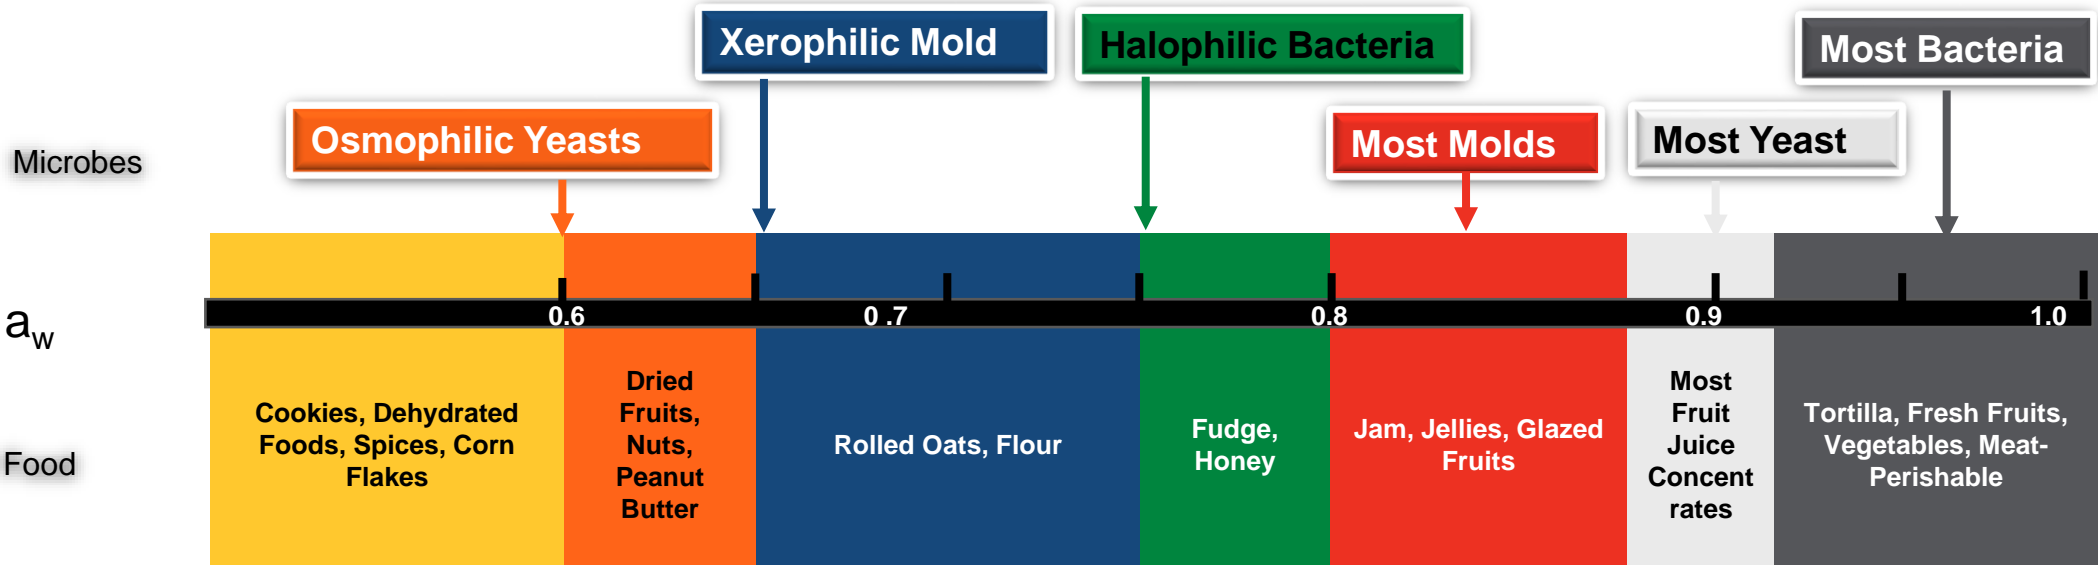 Xerophilic Mold
Halophilic Bacteria
Most Bacteria
Osmophilic Yeasts
Most Molds
Most Yeast
Microbes
aw
0.6
0 .7
0.8
0.9
1.0
Food
Cookies, Dehydrated
Foods, Spices, Corn
Flakes
Dried
Fruits,
Nuts,
Peanut
Butter
Rolled Oats, Flour
Fudge,
Honey
Jam, Jellies, Glazed
Fruits
Most
Fruit
Juice
Concent
rates
Tortilla, Fresh Fruits,
Vegetables, Meat-
Perishable